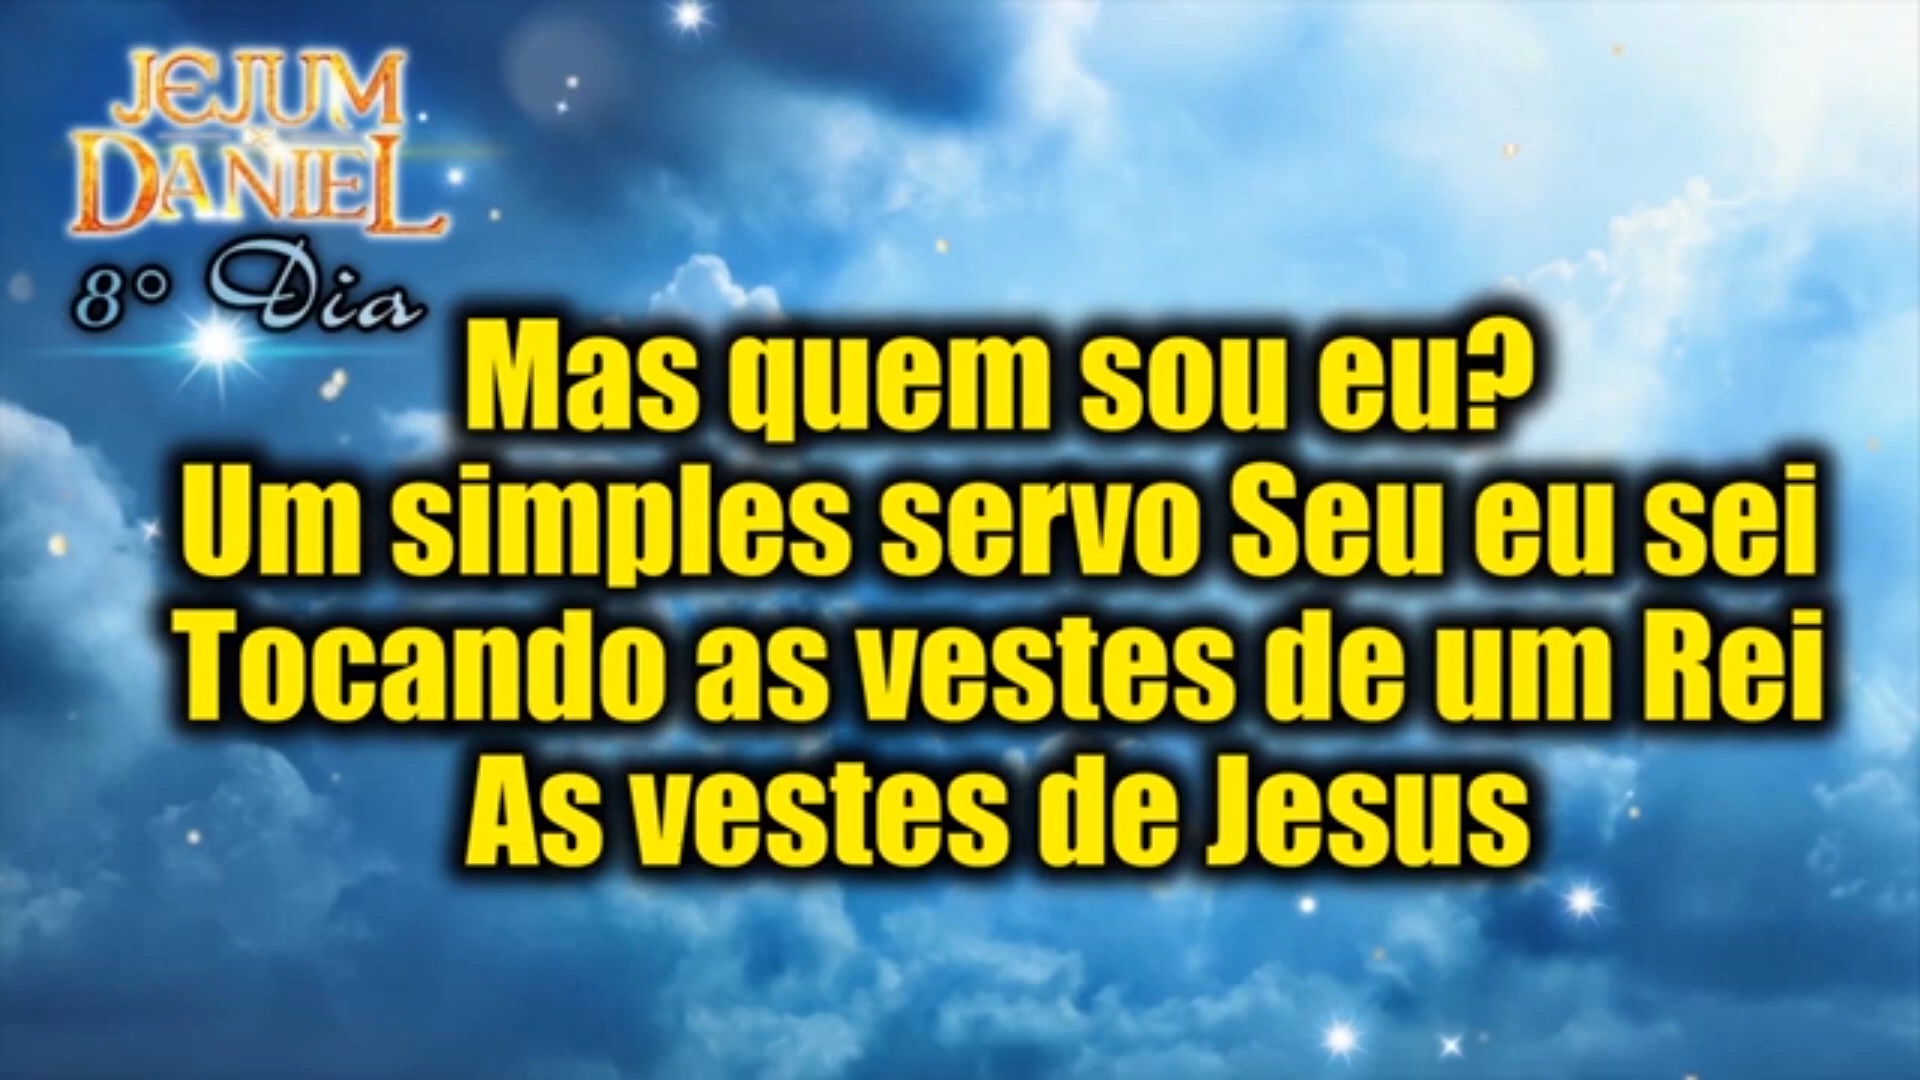 JEJUM
DE
DANIEL
8° Dia
Mas quem sou eu?
Um simples servo Seu eu sei
Tocando as vestes de um Rei
As vestes de Jesus